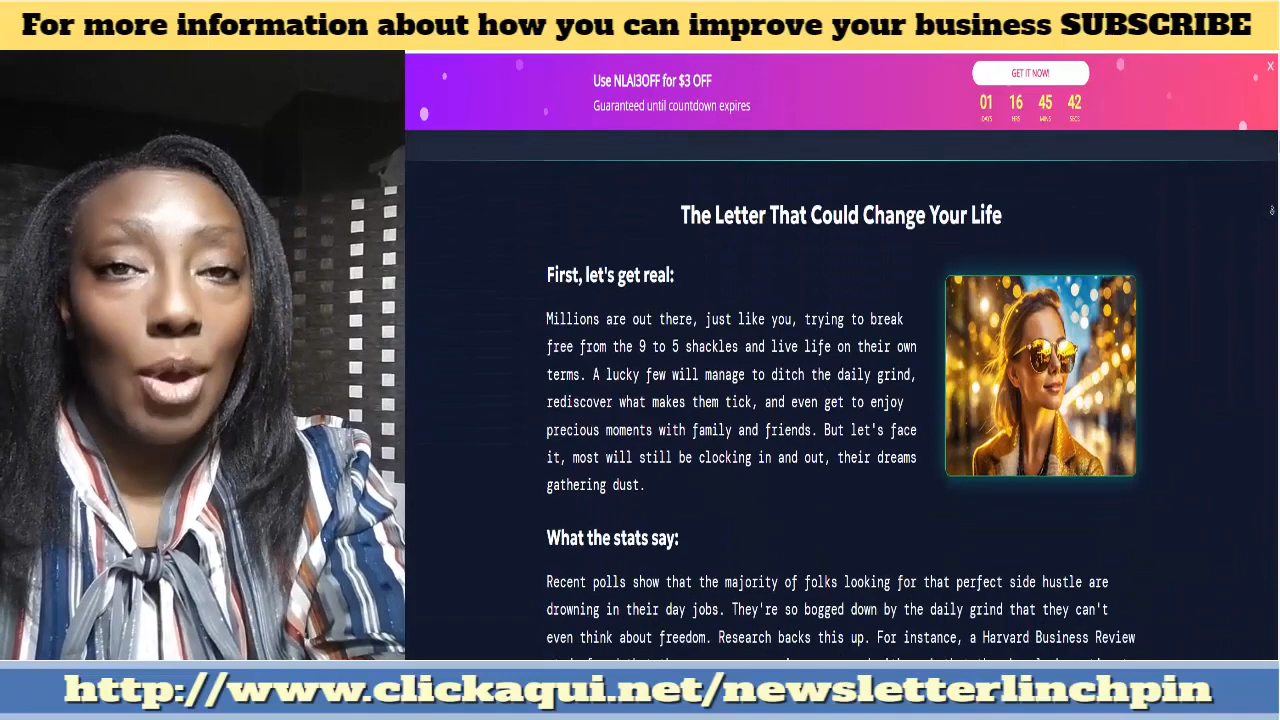 For more information about how you can improve your business SUBSCRIBE
Use NLAI3OFF for $3 OFF
Guaranteed until countdown expires
GET IT NOW!
X
01 16 45 42
DAYS HRS MINS SECS
The Letter That Could Change Your Life
First, let's get real:
Millions are out there, just like you, trying to break
free from the 9 to 5 shackles and live life on their own
terms. A lucky few will manage to ditch the daily grind,
rediscover what makes them tick, and even get to enjoy
precious moments with family and friends. But let's face
it, most will still be clocking in and out, their dreams
gathering dust.
What the stats say:
Recent polls show that the majority of folks looking for that perfect side hustle are
drowning in their day jobs. They're so bogged down by the daily grind that they can't
even think about freedom. Research backs this up. For instance, a Harvard Business Review
http://www.clickaqui.net/newsletterlinchpin